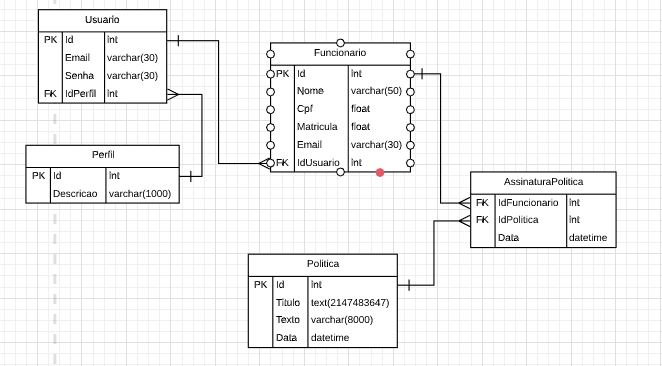 Usuario
PK Id int
Email varchar(30)
Senha varchar(30)
FK IdPerfil int
Perfil
PK Id int
Descricao varchar(1000)
Funcionario
PK Id int
Nome varchar(50)
Cpf float
Matricula float
Email varchar(30)
FK IdUsuario int
AssinaturaPolitica
FK IdFuncionario int
FK IdPolitica int
Data datetime
Politica
PK Id int
Titulo text(2147483647)
Texto varchar(8000)
Data datetime